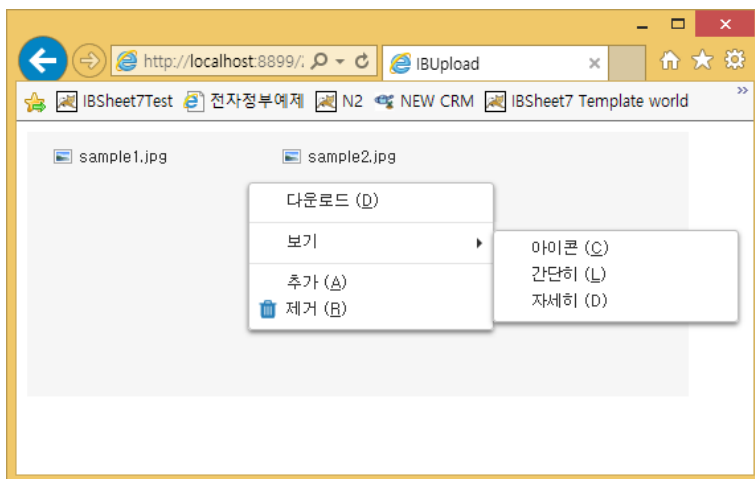 http://localhost:8899/: IBUpload
IBSheet7Test 전자정부예제 N2 NEW CRM IBSheet7 Template world
sample1.jpg sample2.jpg
다운로드 (D)
보기
아이콘 (C)
간단히 (L)
자세히 (D)
추가 (A)
제거 (R)